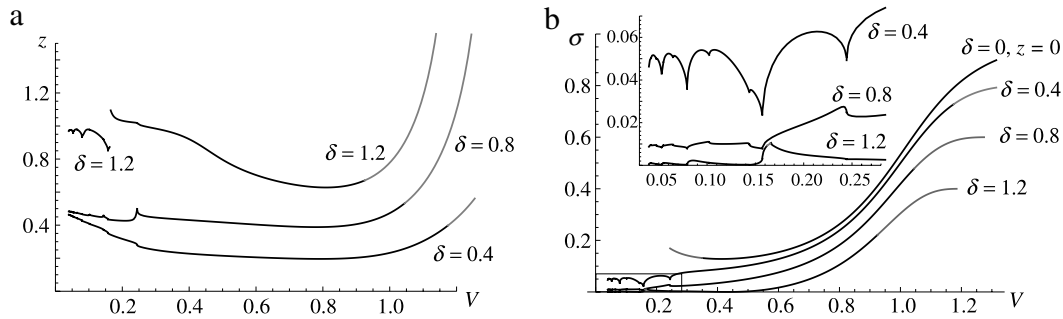 a
z
1.2
0.8
0.4
δ = 1.2
δ = 1.2
δ = 0.8
δ = 0.4
0.2 0.4 0.6 0.8 1.0 V
b
σ
0.8
0.6
0.4
0.2
0.06
0.04
0.02
δ = 0.4
δ = 0.8
δ = 1.2
0.05 0.10 0.15 0.20 0.25
δ = 0, z = 0
δ = 0.4
δ = 0.8
δ = 1.2
0.2 0.4 0.6 0.8 1.0 1.2 V